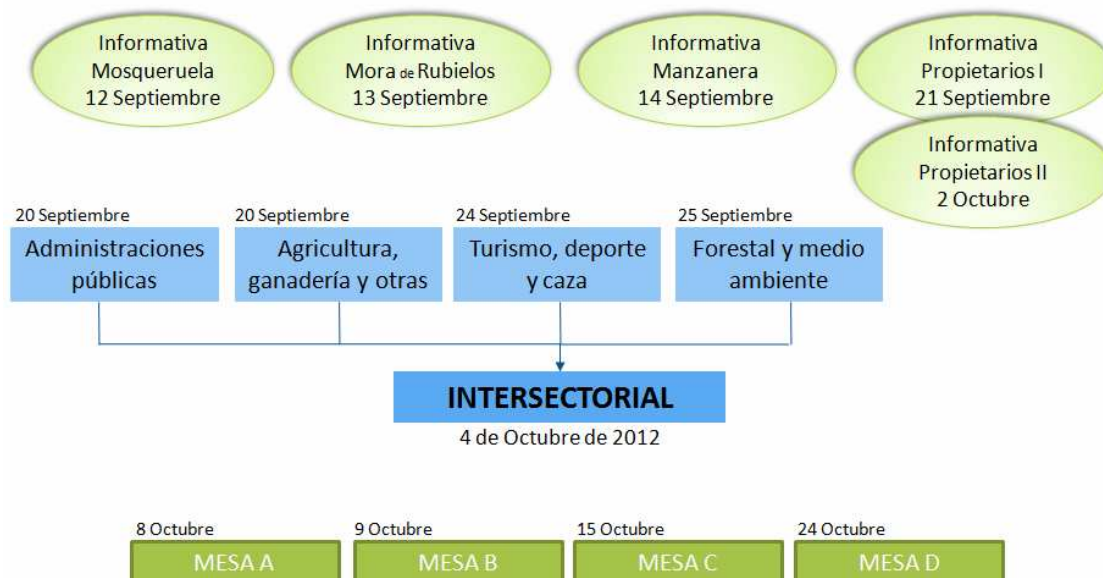 Informativa
Mosqueruela
12 Septiembre
Informativa
Mora de Rubielos
13 Septiembre
Informativa
Manzanera
14 Septiembre
Informativa
Propietarios I
21 Septiembre
Informativa
Propietarios II
2 Octubre
20 Septiembre
Administraciones
públicas
20 Septiembre
Agricultura,
ganadería y otras
24 Septiembre
Turismo, deporte
y caza
25 Septiembre
Forestal y medio
ambiente
INTERSECTORIAL
4 de Octubre de 2012
8 Octubre
MESA A
9 Octubre
MESA B
15 Octubre
MESA C
24 Octubre
MESA D